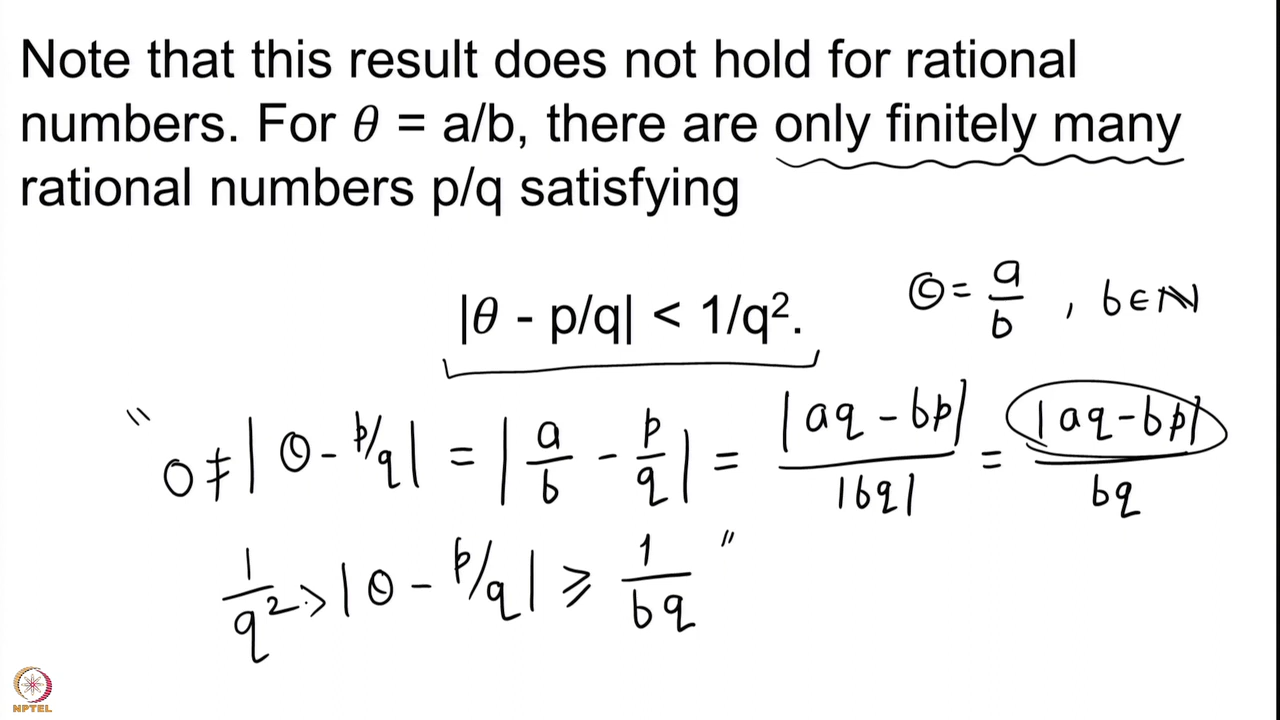 Note that this result does not hold for rational
numbers. For θ = a/b, there are only finitely many
rational numbers p/q satisfying
|θ - p/q| < 1/q².
θ = a/b , b ∈ ℕ
" 0 ≠ | θ - p/q | = | a/b - p/q | = |aq - bp| / |bq| = |aq - bp| / bq
1/q² > | θ - p/q | ≥ 1/bq "
NPTEL